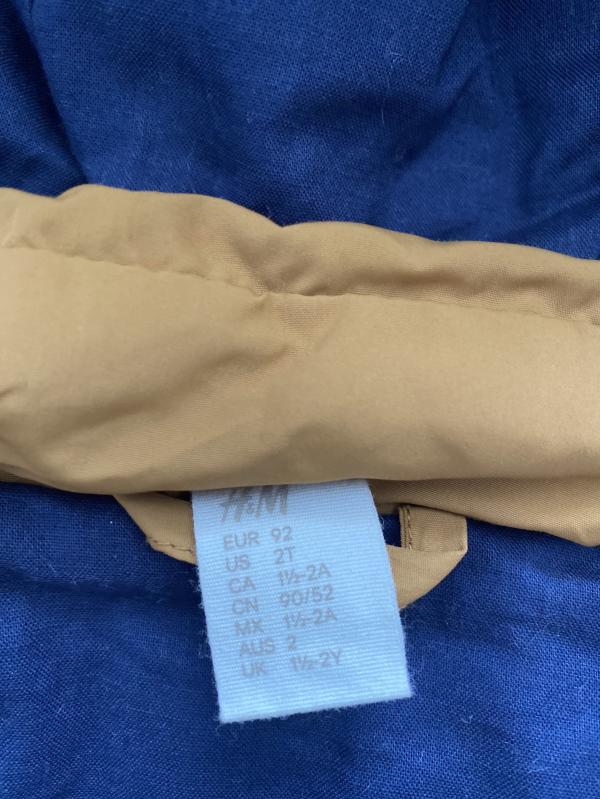 H&M
EUR 92
US 2T
CA 1½-2A
CN 90/52
MX 1½-2A
AUS 2
UK 1½-2Y